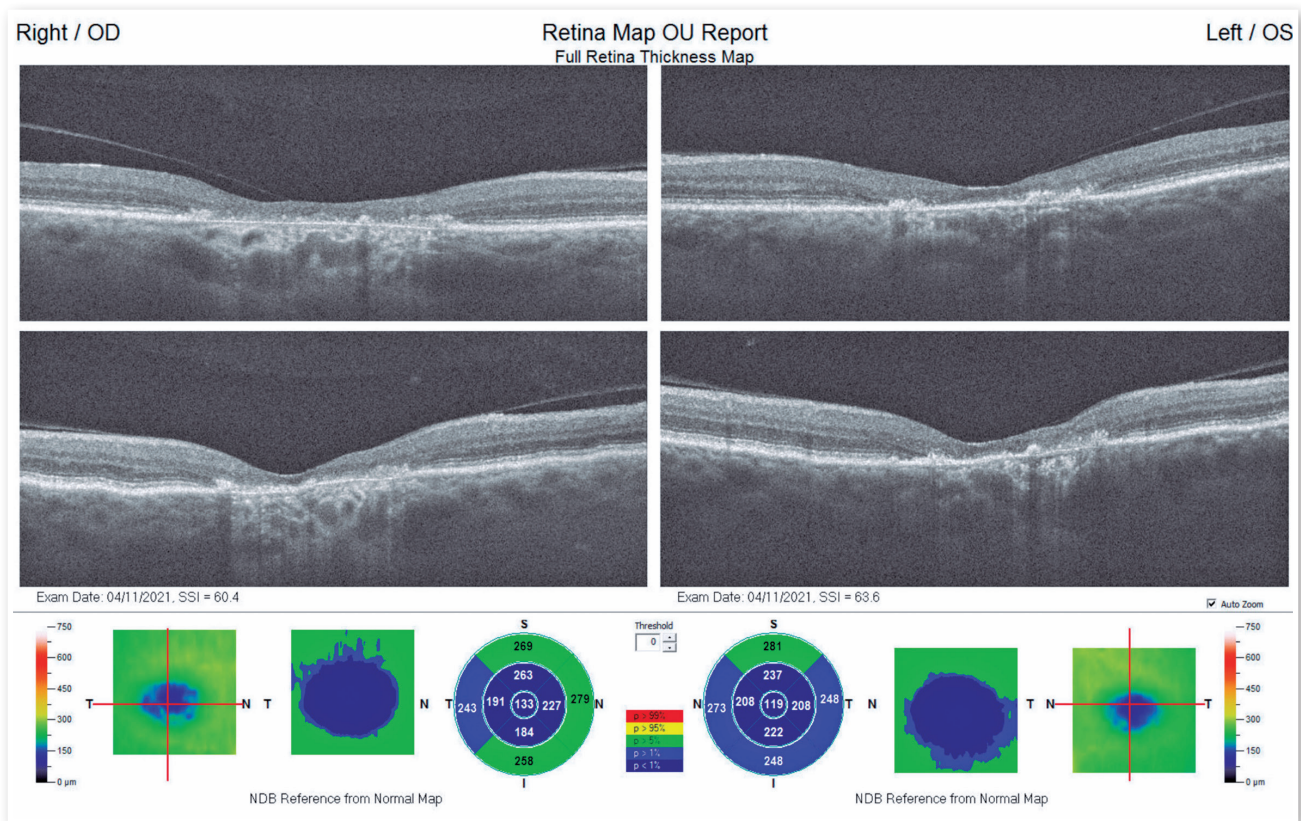 Right / OD
Retina Map OU Report
Left / OS
Full Retina Thickness Map
Exam Date: 04/11/2021, SSI = 60.4
Exam Date: 04/11/2021, SSI = 63.6
Auto Zoom
750
600
450
300
150
0 µm
T
N
T
N
S
269
263
243
191
133
227
279
184
258
T
N
I
NDB Reference from Normal Map
Threshold
0
p > 99%
p > 95%
p > 5%
p > 1%
p < 1%
S
281
237
273
208
119
208
248
222
248
N
T
I
N
T
N
T
750
600
450
300
150
0 µm
NDB Reference from Normal Map